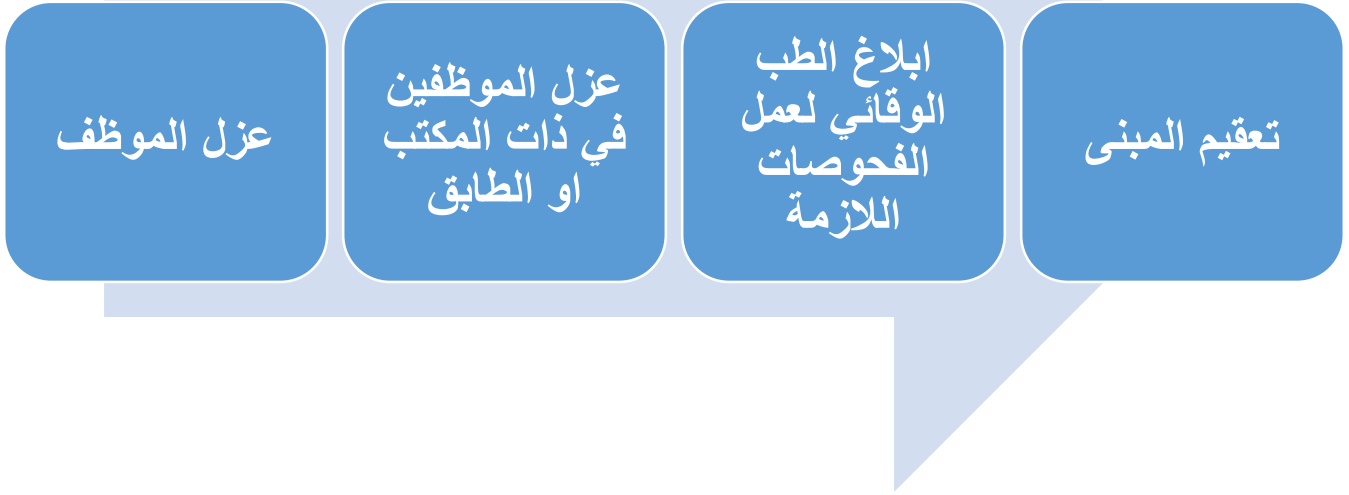 عزل الموظف
عزل الموظفين
في ذات المكتب
او الطابق
ابلاغ الطب
الوقائي لعمل
الفحوصات
اللازمة
تعقيم المبنى